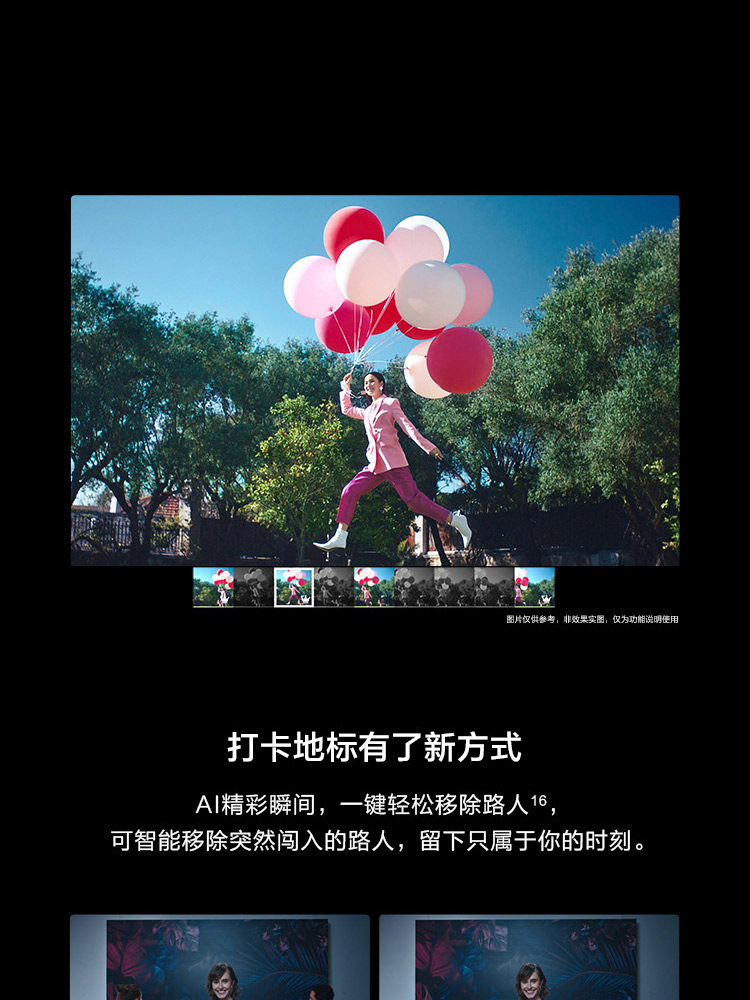 图片仅供参考，非效果实图，仅为功能说明使用
打卡地标有了新方式
AI精彩瞬间，一键轻松移除路人16，
可智能移除突然闯入的路人，留下只属于你的时刻。